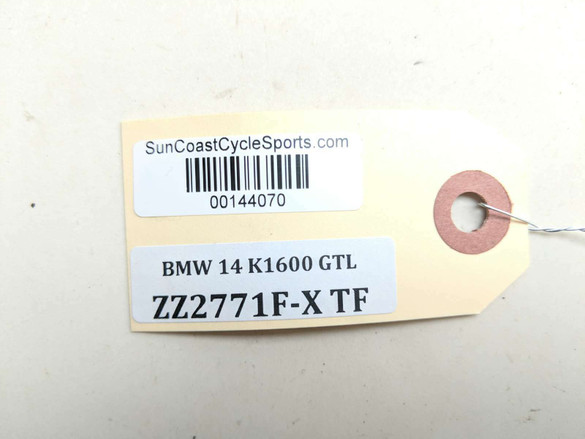 SunCoastCycleSports.com
00144070
BMW 14 K1600 GTL
ZZ2771F-X TF